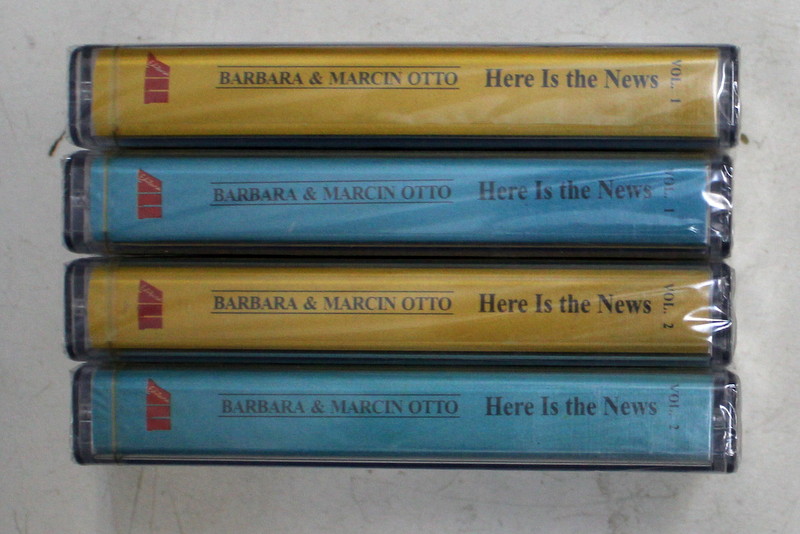 BARBARA & MARCIN OTTO Here Is the News VOL. 1
BARBARA & MARCIN OTTO Here Is the News VOL. 1
BARBARA & MARCIN OTTO Here Is the News VOL. 2
BARBARA & MARCIN OTTO Here Is the News VOL. 2